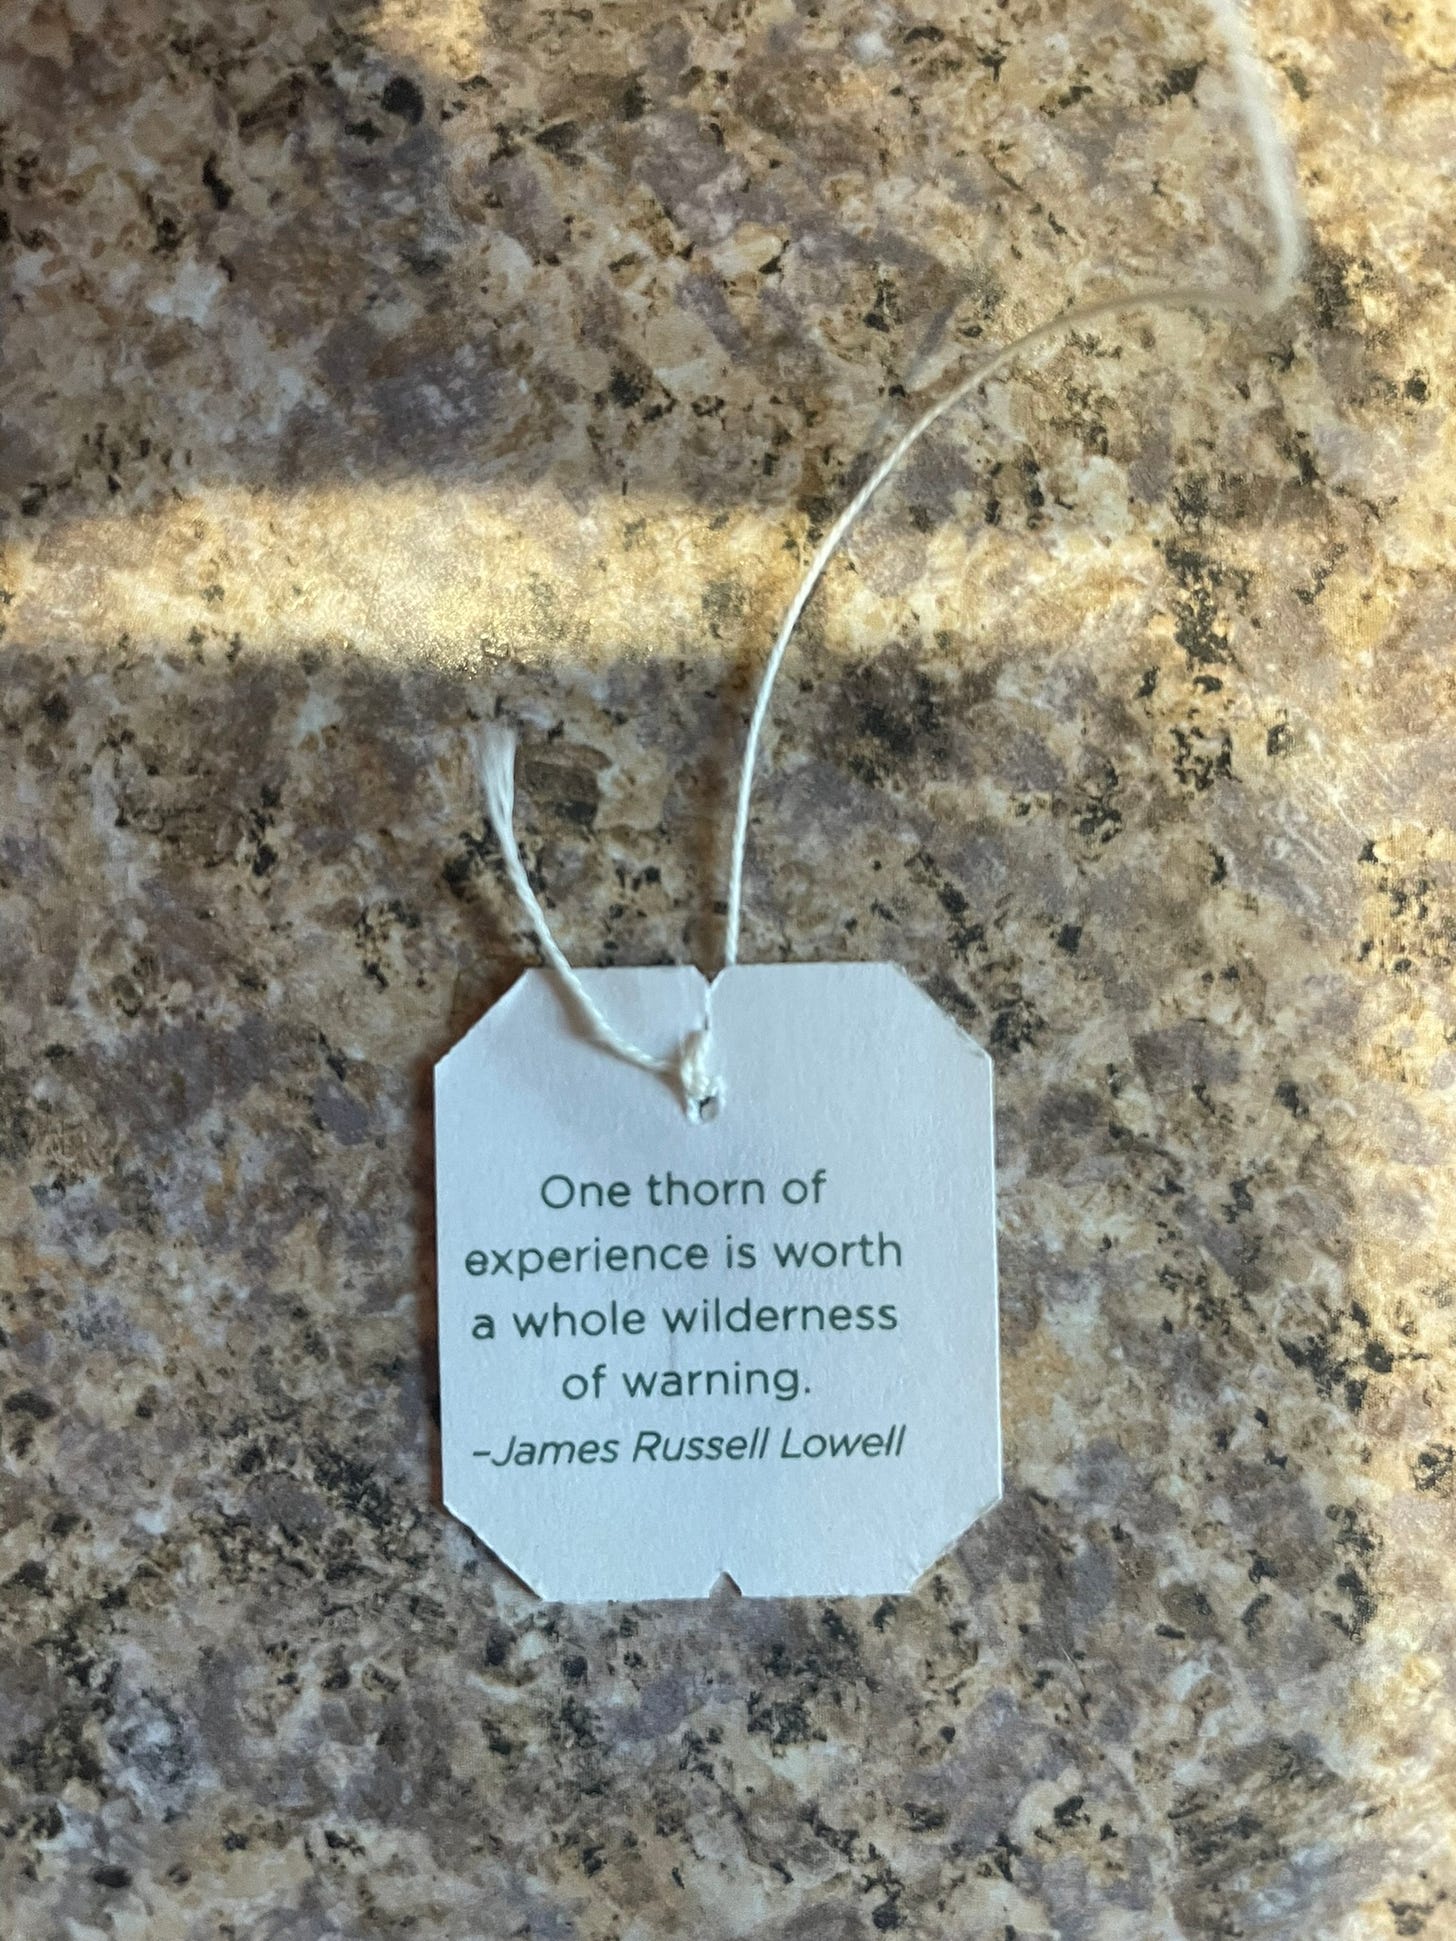 One thorn of
experience is worth
a whole wilderness
of warning.
–James Russell Lowell